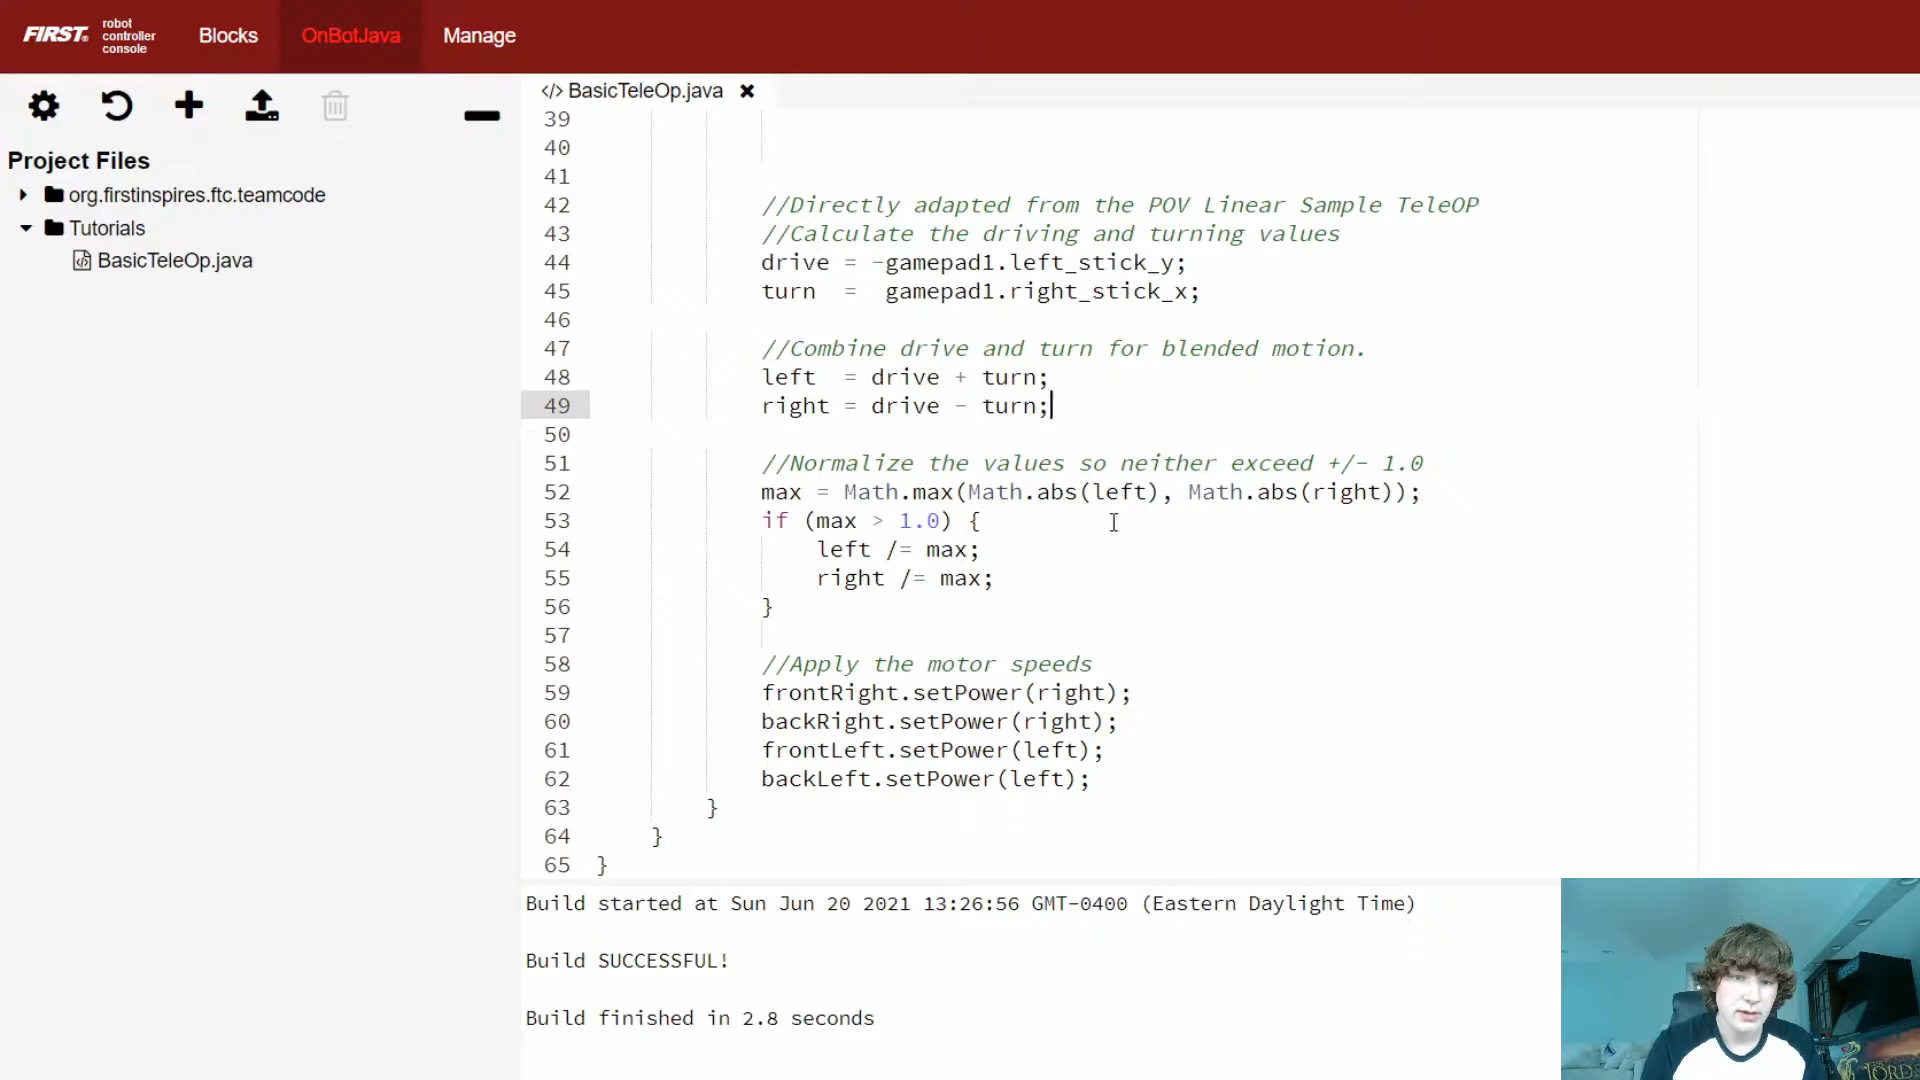 FIRST® robot controller console
Blocks
OnBotJava
Manage
Project Files
org.firstinspires.ftc.teamcode
Tutorials
BasicTeleOp.java
</> BasicTeleOp.java ✖
39
40
41
42 //Directly adapted from the POV Linear Sample TeleOP
43 //Calculate the driving and turning values
44 drive = -gamepad1.left_stick_y;
45 turn  =  gamepad1.right_stick_x;
46
47 //Combine drive and turn for blended motion.
48 left  = drive + turn;
49 right = drive - turn;
50
51 //Normalize the values so neither exceed +/- 1.0
52 max = Math.max(Math.abs(left), Math.abs(right));
53 if (max > 1.0) {
54 left /= max;
55 right /= max;
56 }
57
58 //Apply the motor speeds
59 frontRight.setPower(right);
60 backRight.setPower(right);
61 frontLeft.setPower(left);
62 backLeft.setPower(left);
63 }
64 }
65 }
Build started at Sun Jun 20 2021 13:26:56 GMT-0400 (Eastern Daylight Time)
Build SUCCESSFUL!
Build finished in 2.8 seconds